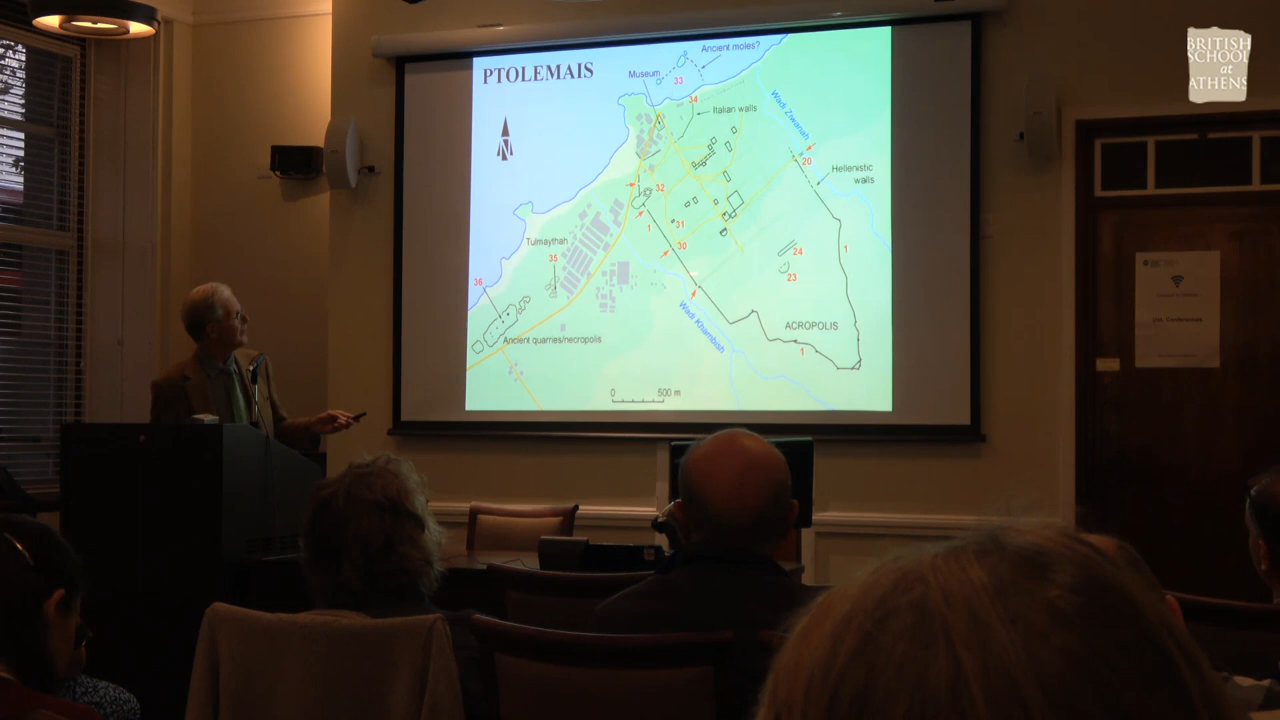 BRITISH
SCHOOL
at
ATHENS
PTOLEMAIS
Ancient moles?
Museum
33
34
Italian walls
Wadi Ziwanah
20
Hellenistic
walls
32
1
31
30
24
23
1
Tulmaythah
35
36
Wadi Khambish
ACROPOLIS
1
Ancient quarries/necropolis
N
0 500 m